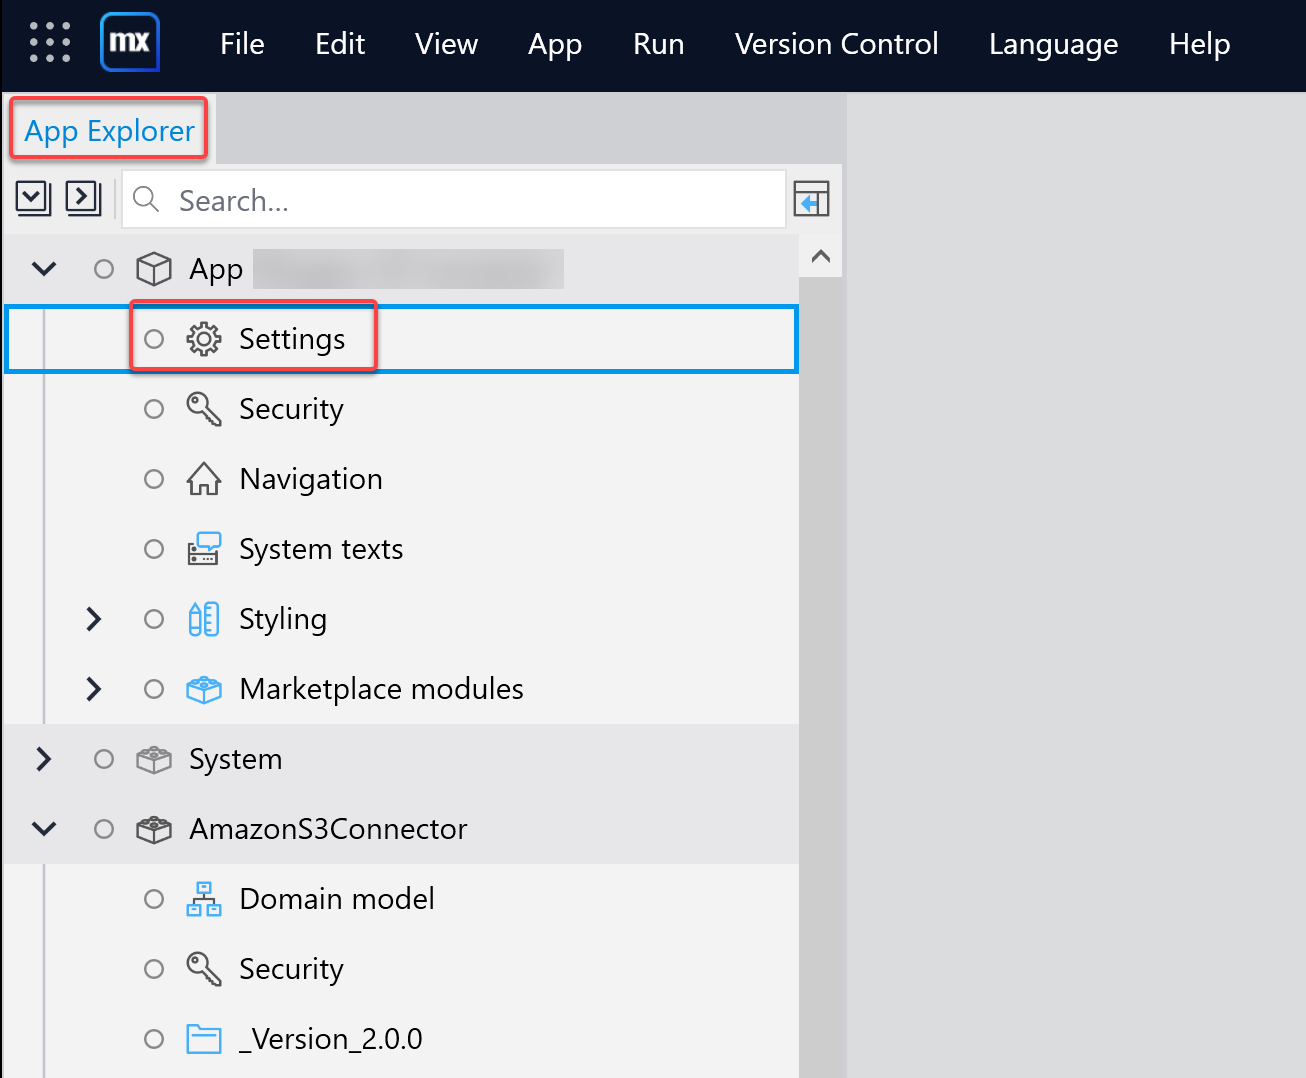 mx File Edit View App Run Version Control Language Help
App Explorer
Search...
App
Settings
Security
Navigation
System texts
Styling
Marketplace modules
System
AmazonS3Connector
Domain model
Security
_Version_2.0.0